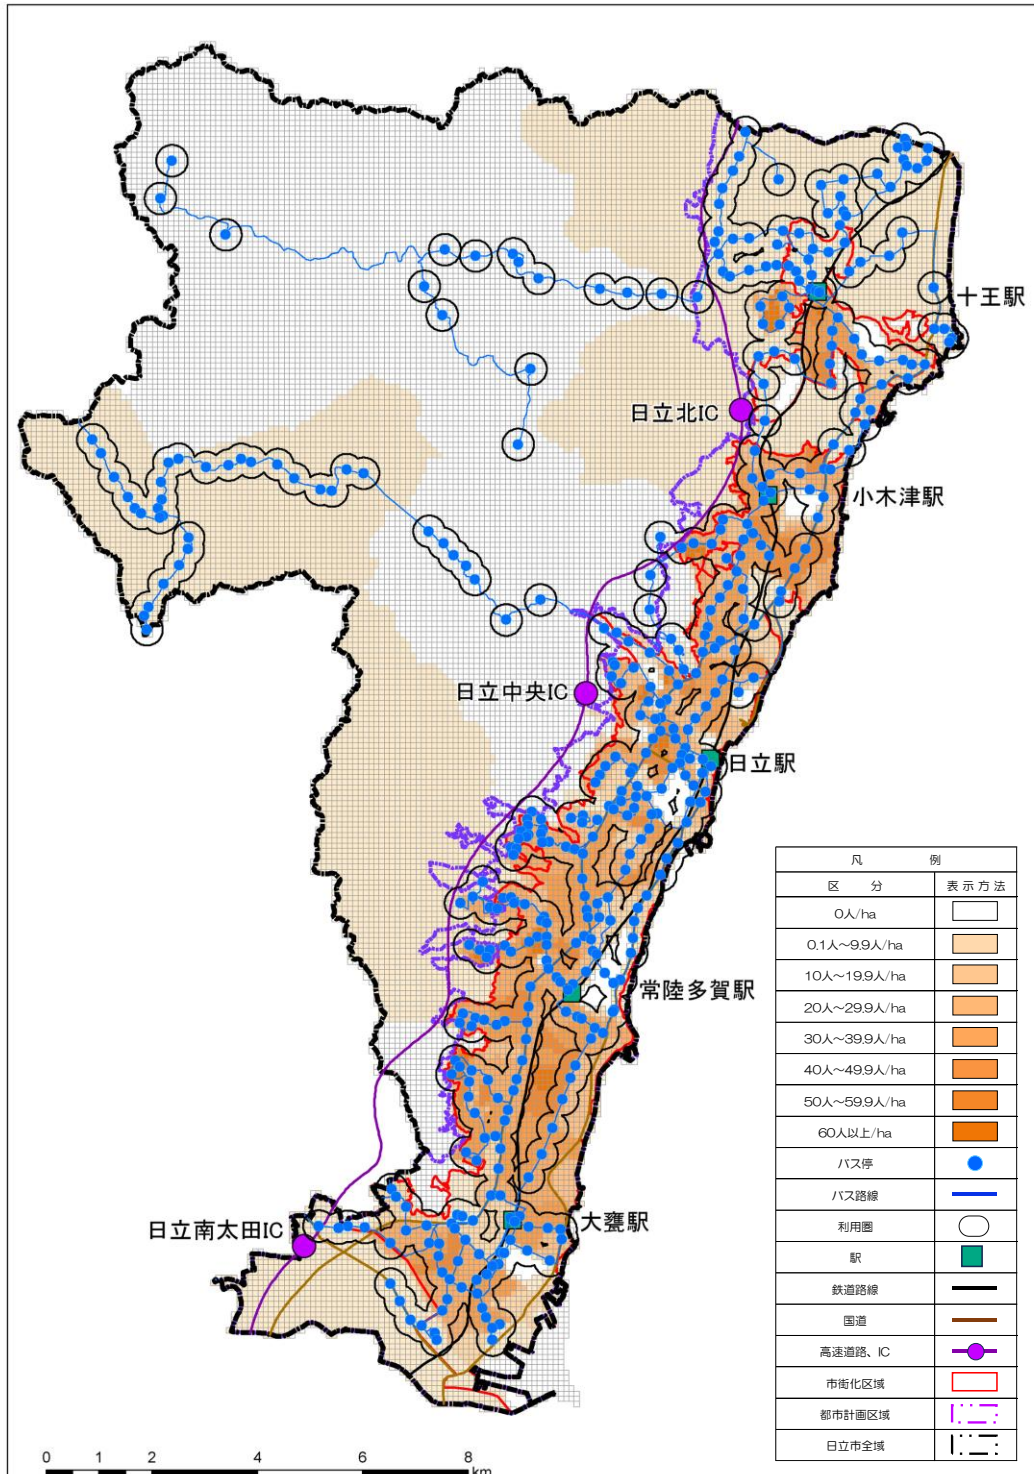 十王駅
日立北IC
小木津駅
日立中央IC
日立駅
常陸多賀駅
日立南太田IC
大甕駅
凡 例
区 分 表示方法
0人/ha
0.1人～9.9人/ha
10人～19.9人/ha
20人～29.9人/ha
30人～39.9人/ha
40人～49.9人/ha
50人～59.9人/ha
60人以上/ha
バス停
バス路線
利用圏
駅
鉄道路線
国道
高速道路、IC
市街化区域
都市計画区域
日立市全域
0 1 2 4 6 8
km